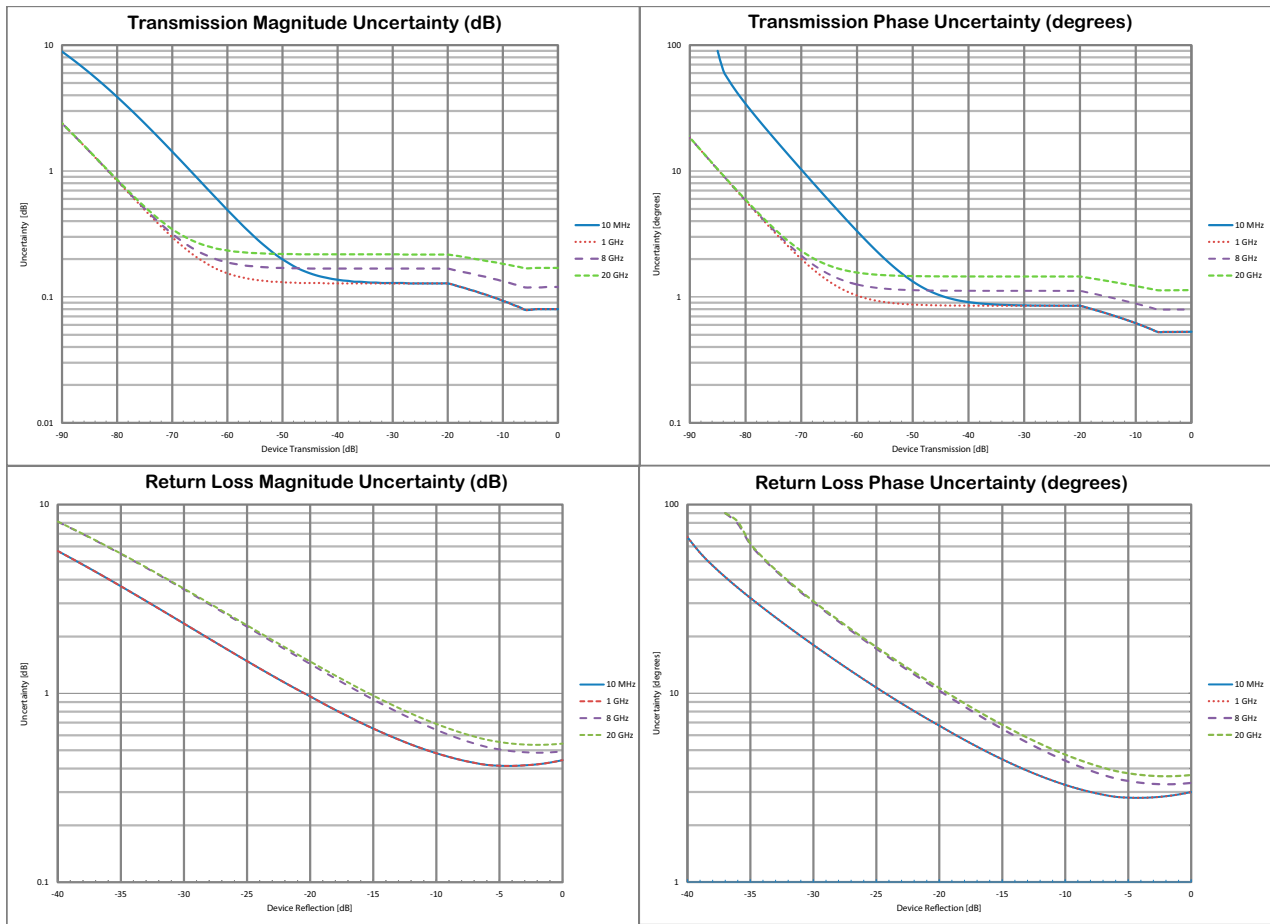 Transmission Magnitude Uncertainty (dB)
10
1
0.1
0.01
Uncertainty [dB]
-90 -80 -70 -60 -50 -40 -30 -20 -10 0
Device Transmission [dB]
10 MHz
1 GHz
8 GHz
20 GHz
Transmission Phase Uncertainty (degrees)
100
10
1
0.1
Uncertainty [degrees]
-90 -80 -70 -60 -50 -40 -30 -20 -10 0
Device Transmission [dB]
10 MHz
1 GHz
8 GHz
20 GHz
Return Loss Magnitude Uncertainty (dB)
10
1
0.1
Uncertainty [dB]
-40 -35 -30 -25 -20 -15 -10 -5 0
Device Reflection [dB]
10 MHz
1 GHz
8 GHz
20 GHz
Return Loss Phase Uncertainty (degrees)
100
10
1
Uncertainty [degrees]
-40 -35 -30 -25 -20 -15 -10 -5 0
Device Reflection [dB]
10 MHz
1 GHz
8 GHz
20 GHz